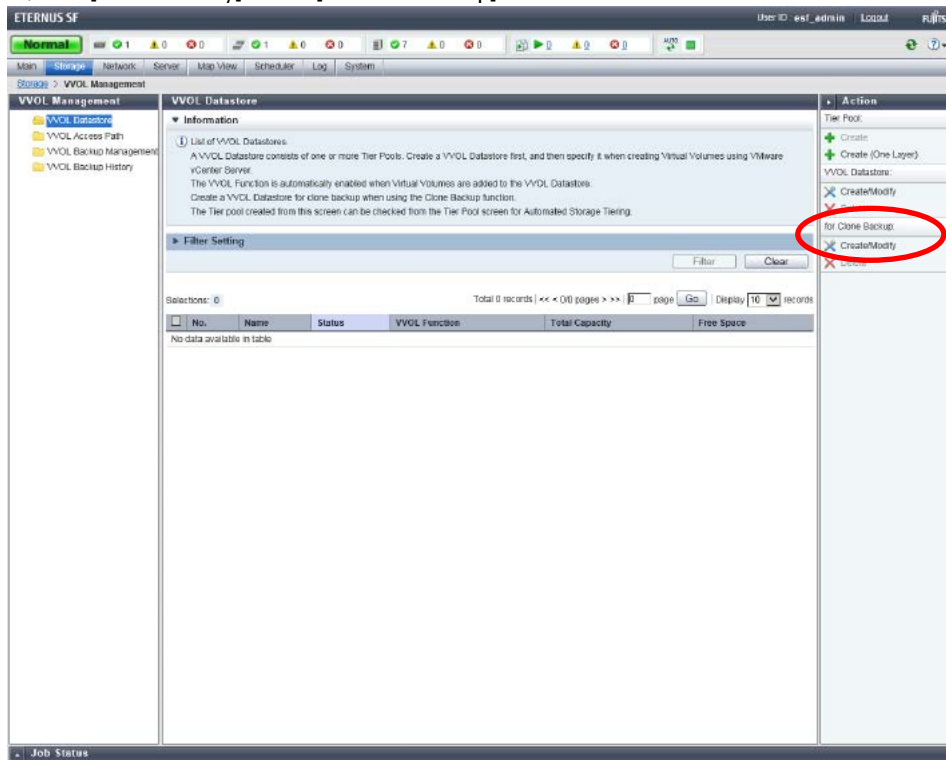 ETERNUS SF
User ID esf_admin Logout
Normal 1 0 0 1 0 0 7 0 0 0 0 0 AUTO
Main Storage Network Server Map View Scheduler Log System
Storage > VVOL Management
VVOL Management
VVOL Datastore
VVOL Access Path
VVOL Backup Management
VVOL Backup History
VVOL Datastore
Information
List of VVOL Datastores.
A VVOL Datastore consists of one or more Tier Pools. Create a VVOL Datastore first, and then specify it when creating Virtual Volumes using VMware
vCenter Server.
The VVOL Function is automatically enabled when Virtual Volumes are added to the VVOL Datastore.
Create a VVOL Datastore for clone backup when using the Clone Backup function.
The Tier pool created from this screen can be checked from the Tier Pool screen for Automated Storage Tiering.
Filter Setting
Filter Clear
Selections: 0
Total 0 records | << < 0/0 pages > >> | 0 page Go | Display 10 records
No. Name Status VVOL Function Total Capacity Free Space
No data available in table
Action
Tier Pool:
Create
Create (One Layer)
VVOL Datastore:
Create/Modify
for Clone Backup:
Create/Modify
Job Status